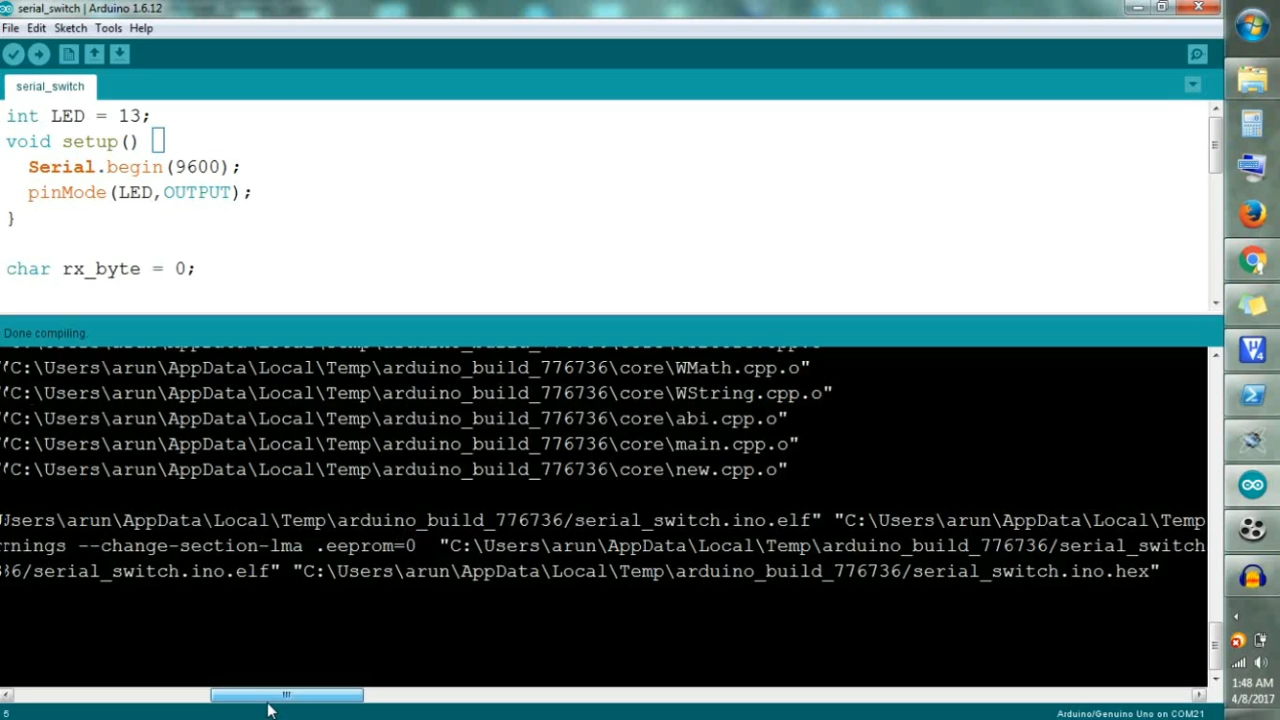 serial_switch | Arduino 1.6.12
File Edit Sketch Tools Help
serial_switch
int LED = 13;
void setup()
Serial.begin(9600);
pinMode(LED,OUTPUT);
}
char rx_byte = 0;
Done compiling.
"C:\Users\arun\AppData\Local\Temp\arduino_build_776736\core\WMath.cpp.o"
"C:\Users\arun\AppData\Local\Temp\arduino_build_776736\core\WString.cpp.o"
"C:\Users\arun\AppData\Local\Temp\arduino_build_776736\core\abi.cpp.o"
"C:\Users\arun\AppData\Local\Temp\arduino_build_776736\core\main.cpp.o"
"C:\Users\arun\AppData\Local\Temp\arduino_build_776736\core\new.cpp.o"
Users\arun\AppData\Local\Temp\arduino_build_776736/serial_switch.ino.elf" "C:\Users\arun\AppData\Local\Temp
rnings --change-section-lma .eeprom=0 "C:\Users\arun\AppData\Local\Temp\arduino_build_776736/serial_switch
36/serial_switch.ino.elf" "C:\Users\arun\AppData\Local\Temp\arduino_build_776736/serial_switch.ino.hex"
5
Arduino/Genuino Uno on COM21
1:48 AM
4/8/2017